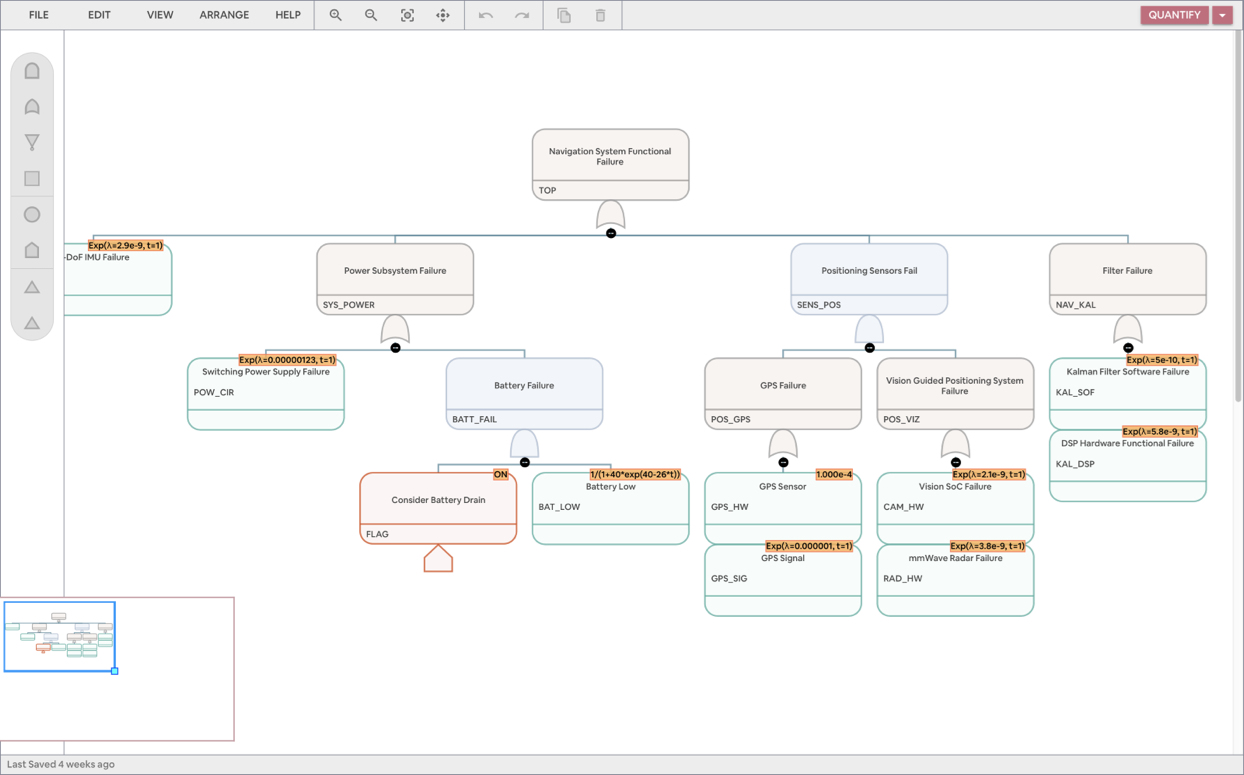 FILE
EDIT
VIEW
ARRANGE
HELP
QUANTIFY
Navigation System Functional
Failure
TOP
Exp(λ=2.9e-9, t=1)
-DoF IMU Failure
Power Subsystem Failure
SYS_POWER
Positioning Sensors Fail
SENS_POS
Filter Failure
NAV_KAL
Exp(λ=0.00000123, t=1)
Switching Power Supply Failure
POW_CIR
Battery Failure
BATT_FAIL
GPS Failure
POS_GPS
Vision Guided Positioning System
Failure
POS_VIZ
Exp(λ=5e-10, t=1)
Kalman Filter Software Failure
KAL_SOF
Exp(λ=5.8e-9, t=1)
DSP Hardware Functional Failure
KAL_DSP
ON
Consider Battery Drain
FLAG
1/(1+40*exp(40-26*t))
Battery Low
BAT_LOW
1.000e-4
GPS Sensor
GPS_HW
Exp(λ=2.1e-9, t=1)
Vision SoC Failure
CAM_HW
Exp(λ=0.000001, t=1)
GPS Signal
GPS_SIG
Exp(λ=3.8e-9, t=1)
mmWave Radar Failure
RAD_HW
Last Saved 4 weeks ago